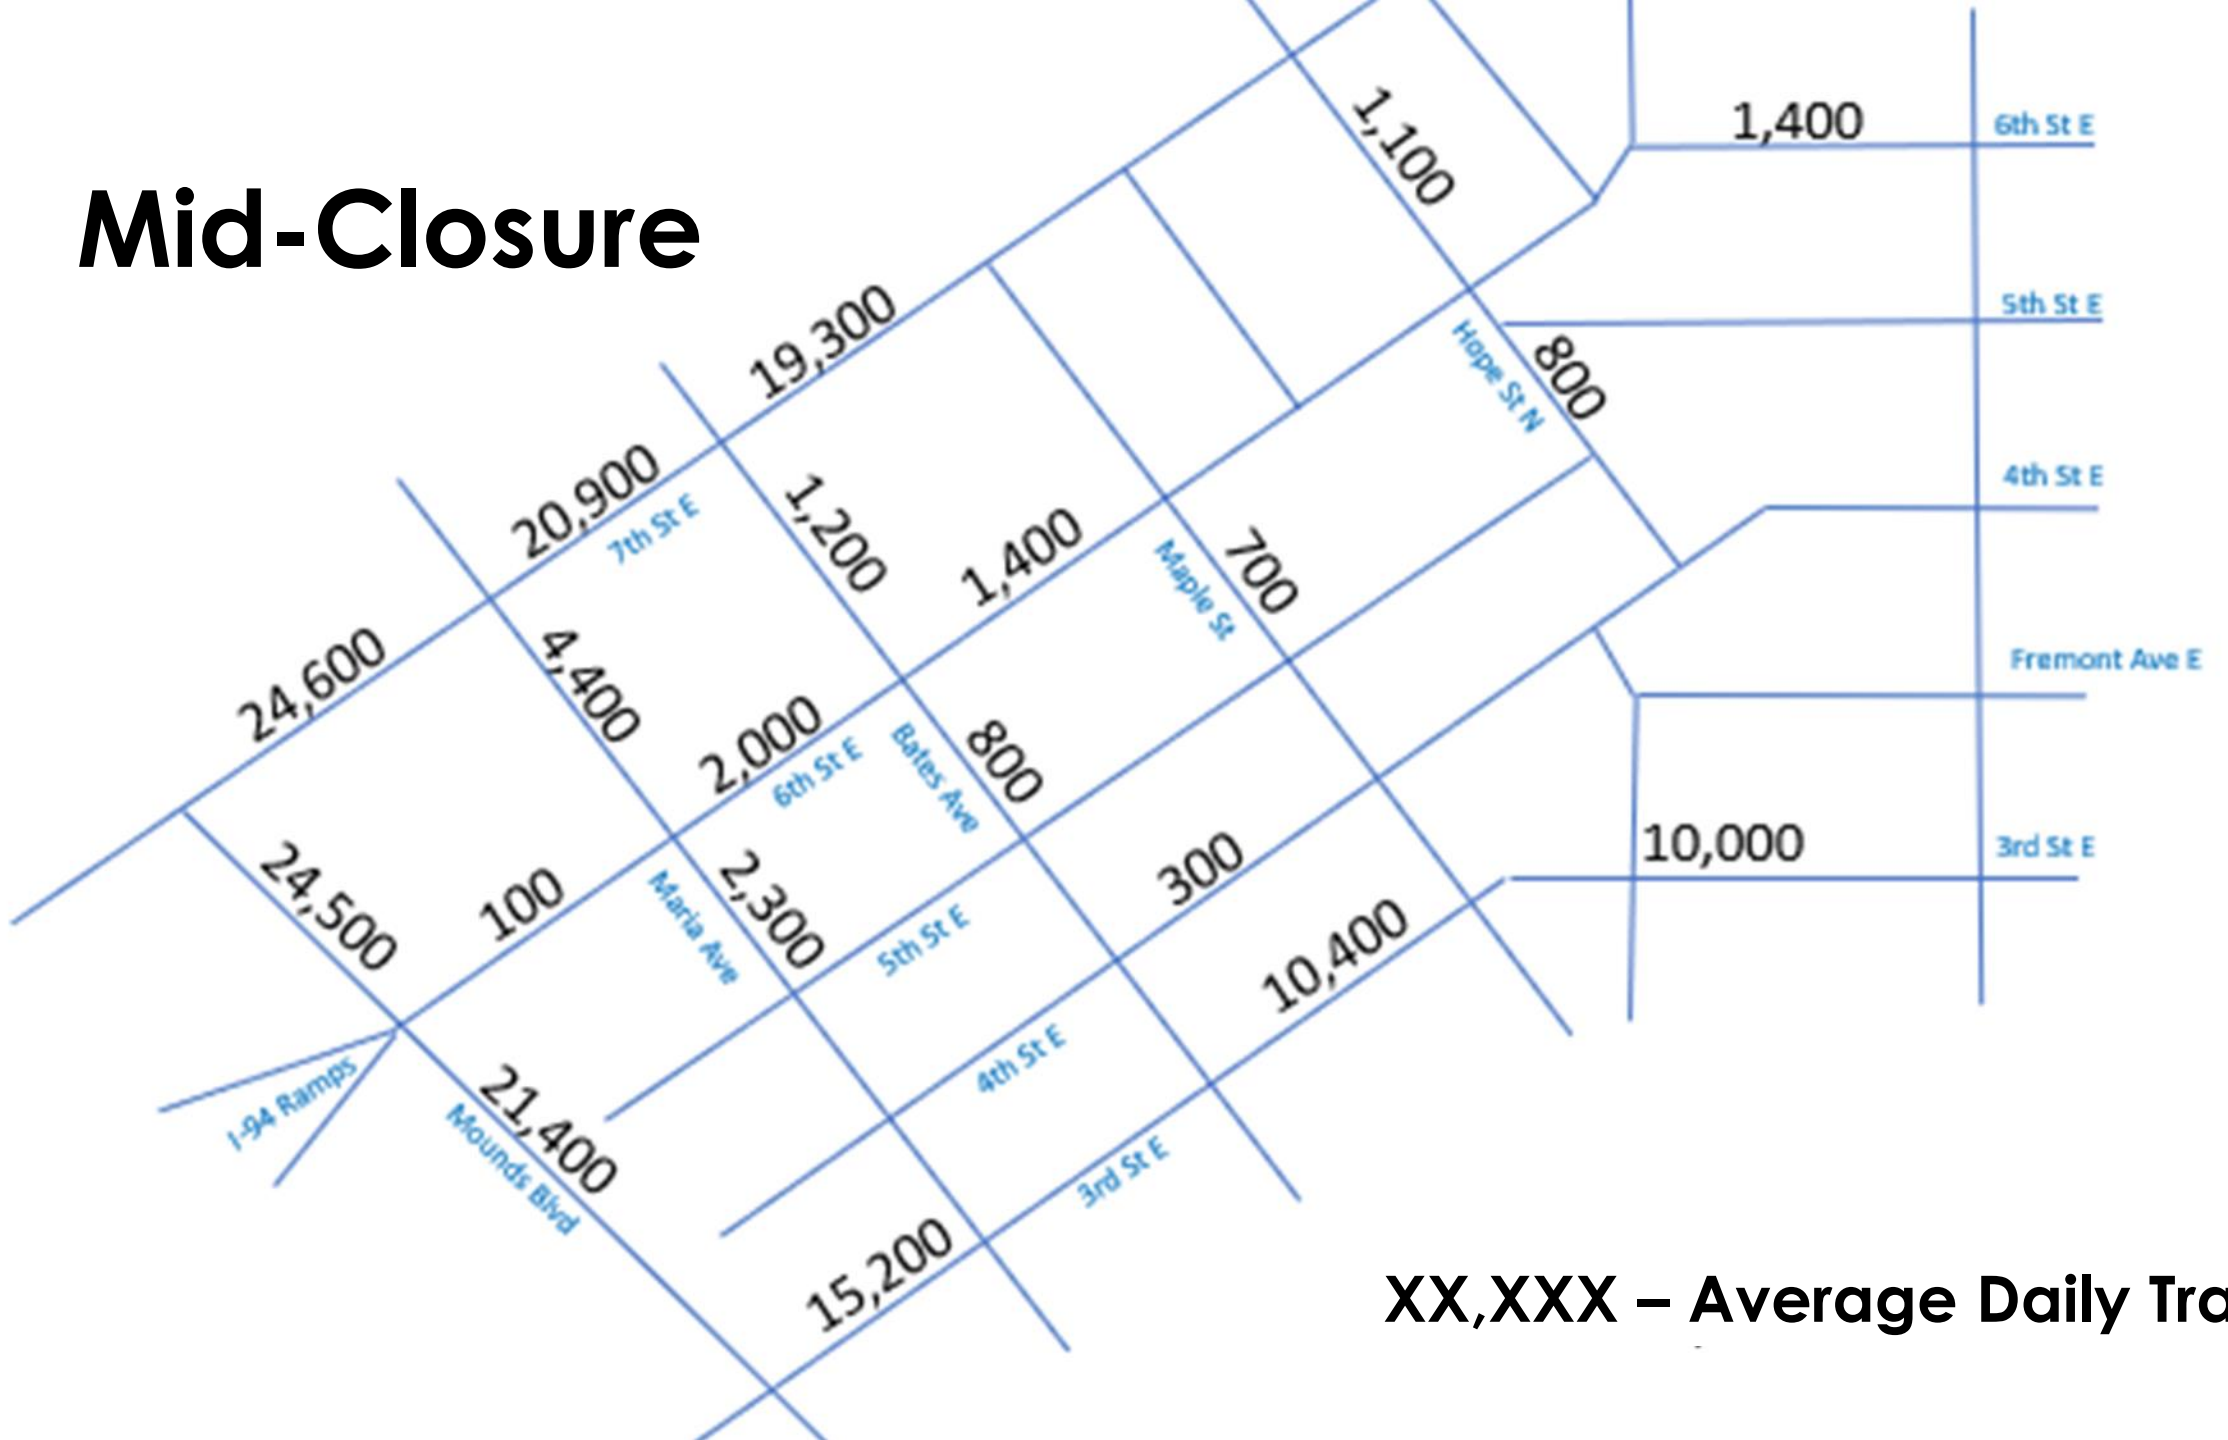 1,100
1,400
6th St E
Mid-Closure
5th St E
19,300
Hope St N
800
20,900
7th St E
4th St E
1,200
1,400
Maple St
700
24,600
4,400
Fremont Ave E
2,000
6th St E
Bates Ave
800
10,000
3rd St E
24,500
100
Maria Ave
2,300
5th St E
300
10,400
I-94 Ramps
21,400
Mounds Blvd
4th St E
3rd St E
15,200
XX,XXX – Average Daily Tra